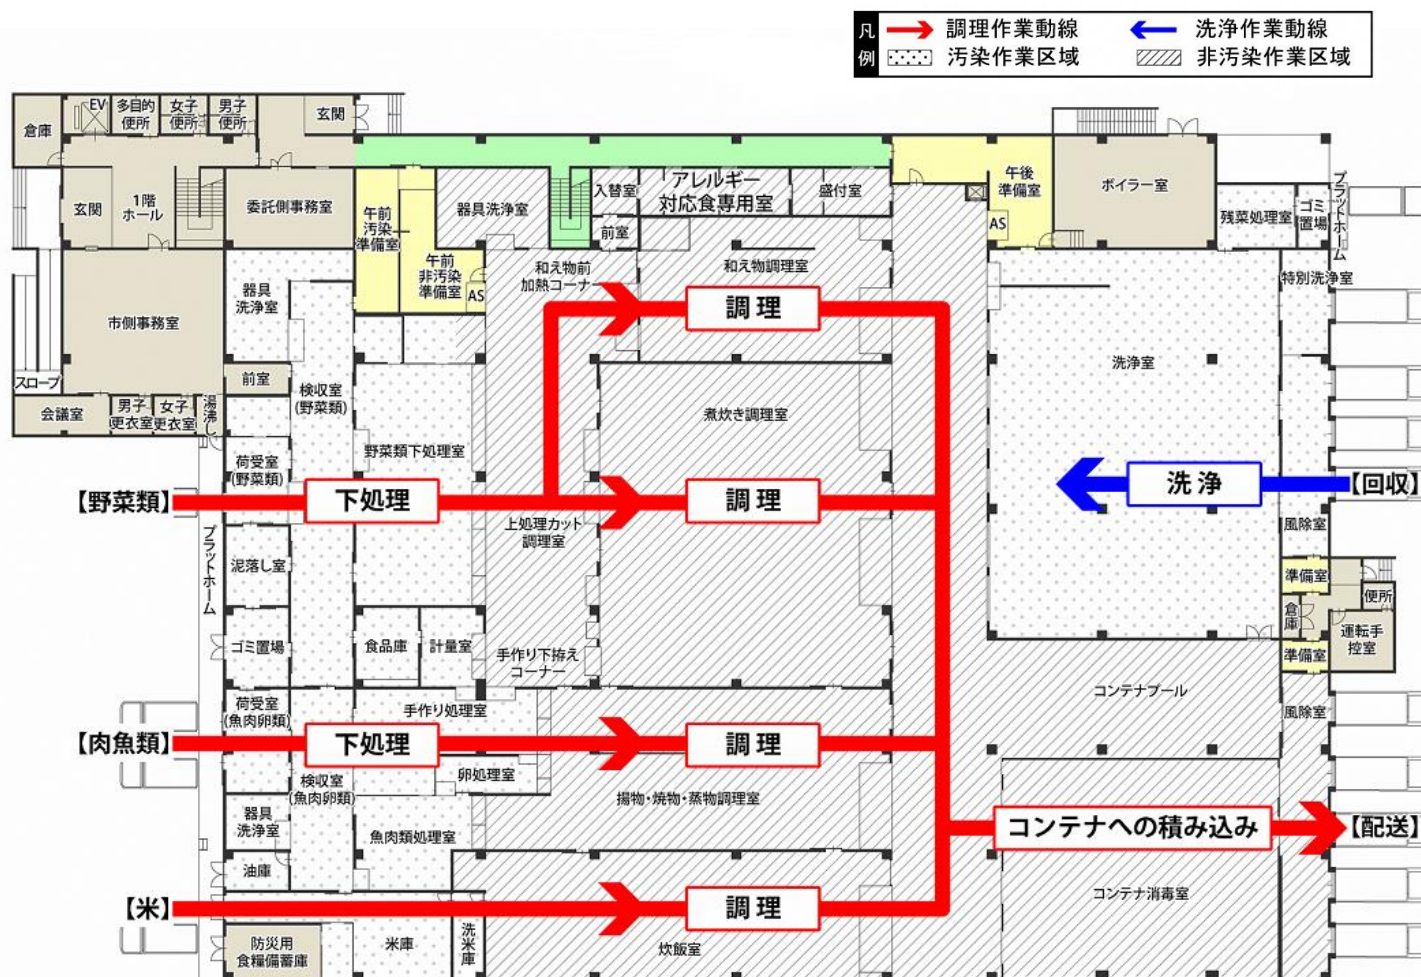 凡例
調理作業動線
洗浄作業動線
汚染作業区域
非汚染作業区域
倉庫
EV
多目的
便所
女子
便所
男子
便所
玄関
玄関
1階
ホール
委託側事務室
午前
汚染
準備室
器具洗浄室
入替室
アレルギー
対応食専用室
盛付室
前室
午後
準備室
AS
ボイラー室
残菜処理室
ゴミ
置場
プラットホーム
午前
非汚染
準備室
AS
和え物前
加熱コーナー
和え物調理室
特別洗浄室
市側事務室
器具
洗浄室
調理
スロープ
前室
検収室
(野菜類)
洗浄室
会議室
男子
更衣室
女子
更衣室
湯沸し
煮炊き調理室
荷受室
(野菜類)
野菜類下処理室
【野菜類】
下処理
調理
洗浄
【回収】
上処理カット
調理室
風除室
プラットホーム
泥落し室
準備室
便所
倉庫
運転手
控室
準備室
ゴミ置場
食品庫
計量室
手作り下拵え
コーナー
コンテナプール
荷受室
(魚肉卵類)
手作り処理室
風除室
【肉魚類】
下処理
調理
検収室
(魚肉卵類)
卵処理室
揚物・焼物・蒸物調理室
器具
洗浄室
魚肉類処理室
コンテナへの積み込み
【配送】
油庫
コンテナ消毒室
【米】
調理
防災用
食糧備蓄庫
米庫
洗米庫
炊飯室